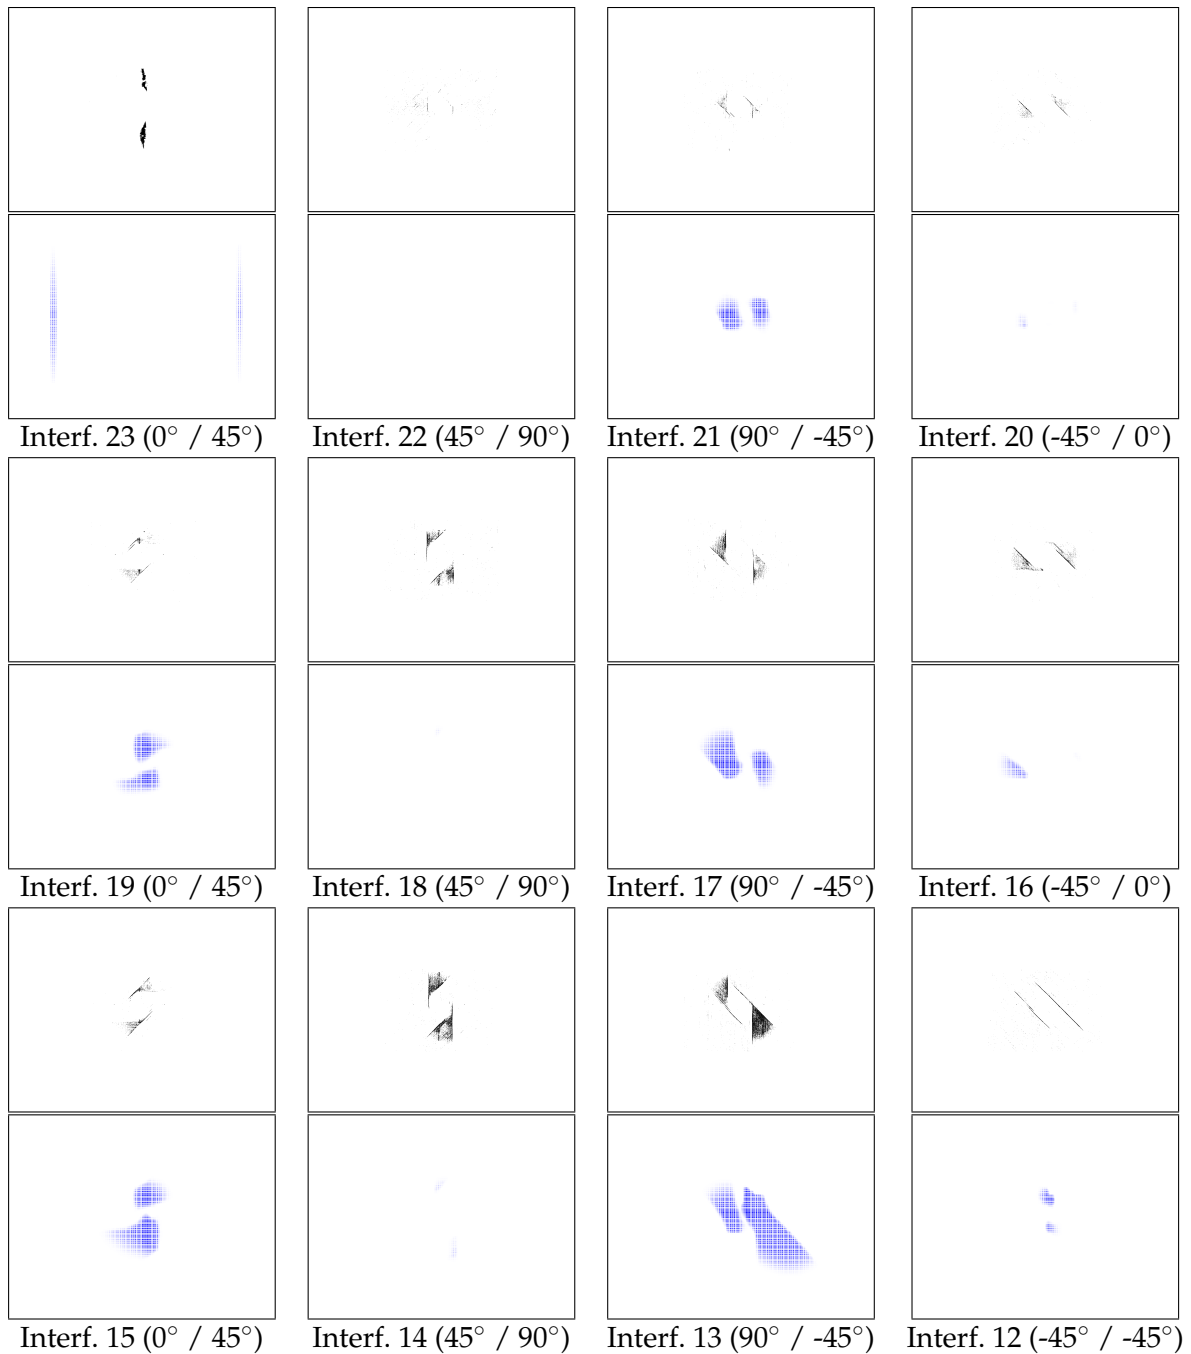 Interf. 23 (0° / 45°) Interf. 22 (45° / 90°) Interf. 21 (90° / -45°) Interf. 20 (-45° / 0°)
Interf. 19 (0° / 45°) Interf. 18 (45° / 90°) Interf. 17 (90° / -45°) Interf. 16 (-45° / 0°)
Interf. 15 (0° / 45°) Interf. 14 (45° / 90°) Interf. 13 (90° / -45°) Interf. 12 (-45° / -45°)